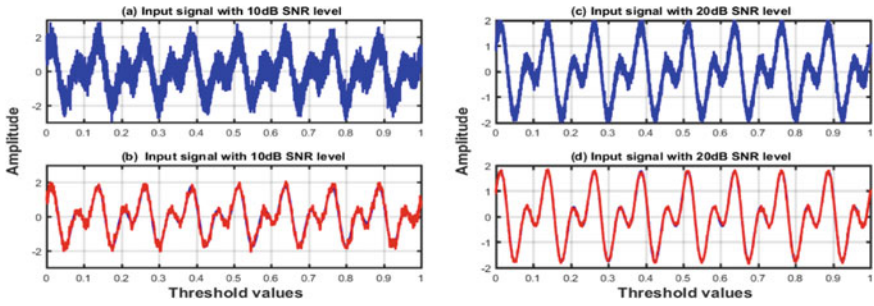 (a) Input signal with 10dB SNR level
2
0
-2
0 0.1 0.2 0.3 0.4 0.5 0.6 0.7 0.8 0.9 1
(b) Input signal with 10dB SNR level
2
0
-2
0 0.1 0.2 0.3 0.4 0.5 0.6 0.7 0.8 0.9 1
Amplitude
Threshold values
(c) Input signal with 20dB SNR level
2
1
0
-1
-2
0 0.1 0.2 0.3 0.4 0.5 0.6 0.7 0.8 0.9 1
(d) Input signal with 20dB SNR level
2
1
0
-1
-2
0 0.1 0.2 0.3 0.4 0.5 0.6 0.7 0.8 0.9 1
Amplitude
Threshold values